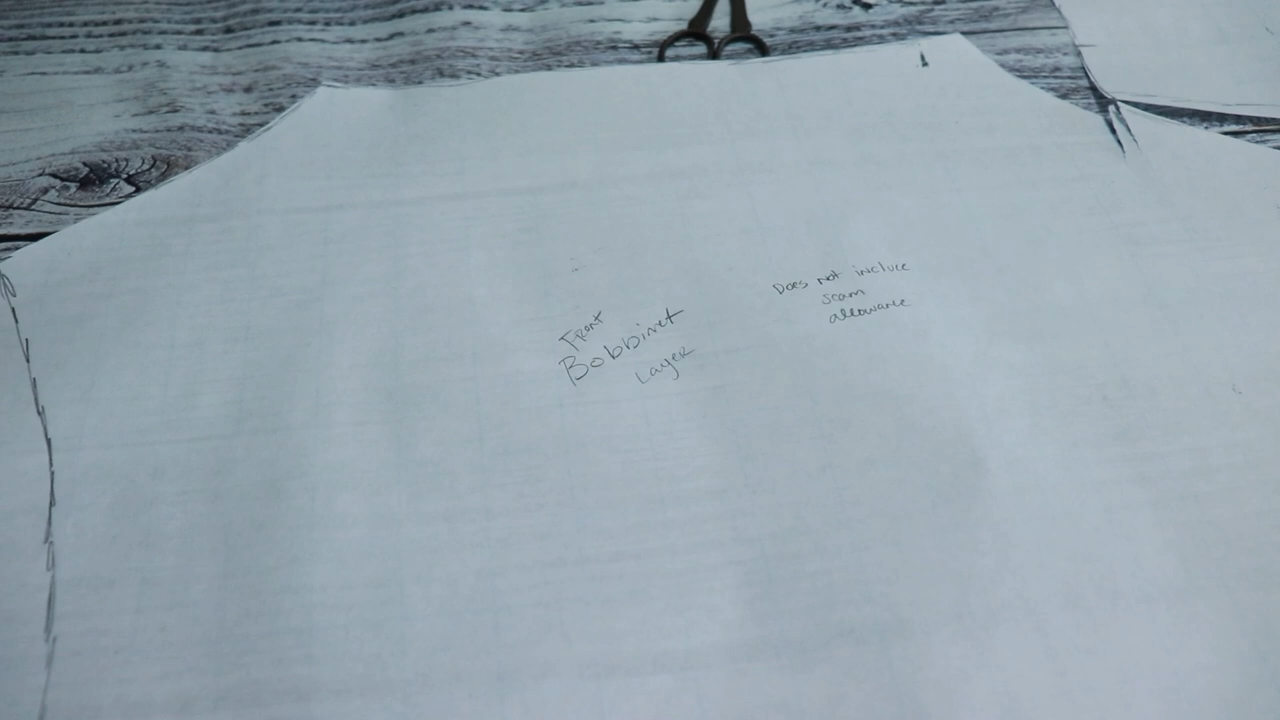 Front
Bobbinet
Layer
Does not include
seam
allowance